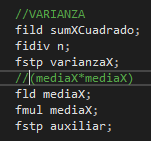 //VARIANZA
fild sumXCuadrado;
fidiv n;
fstp varianzaX;
//(mediaX*mediaX)
fld mediaX;
fmul mediaX;
fstp auxiliar;